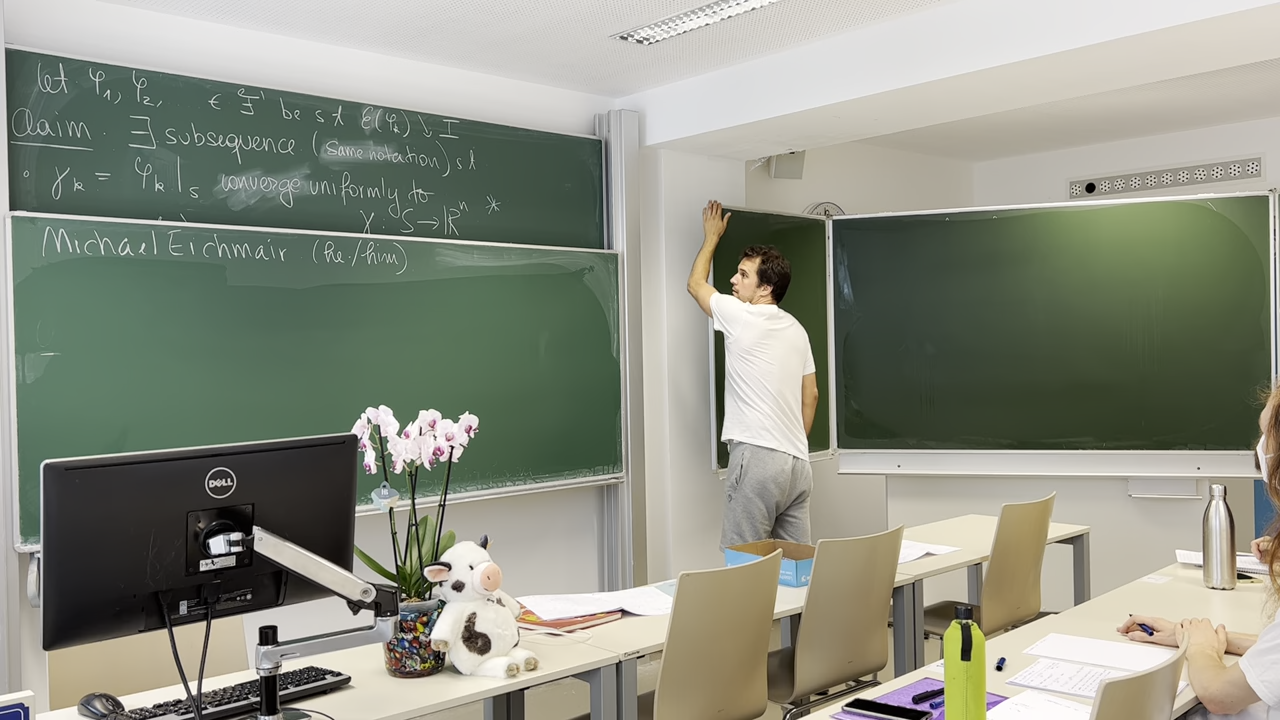 let φ₁, φ₂, ∈ Ƒ' be s t E(φₖ) ↘ I
Claim. ∃ subsequence (same notation) s t
• γₖ = φₖ|ₛ converge uniformly to
χ : S → ℝⁿ *
Michael Eichmair (he/him)
DELL